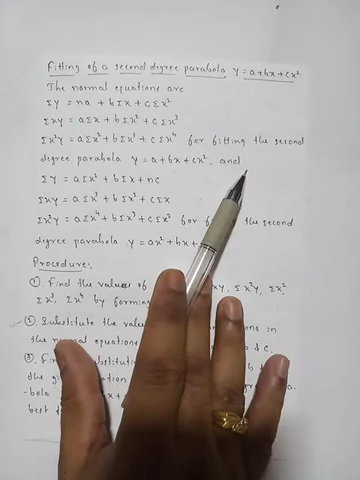 Fitting of a second degree parabola y = a+bx+cx²
The normal equations are
Σy = na + bΣx + cΣx²
Σxy = aΣx + bΣx² + cΣx³
Σx²y = aΣx² + bΣx³ + cΣx⁴ for fitting the second
degree parabola y = a+bx+cx², and
Σy = aΣx² + bΣx + nc
Σxy = aΣx³ + bΣx² + cΣx
Σx²y = aΣx⁴ + bΣx³ + cΣx² for the second
degree parabola y = ax² + bx +
Procedure:
① Find the values of xy, Σx²y, Σx²
Σx³, Σx⁴ by
② Substitute the in
the normal equations & c.
③ b
the
best